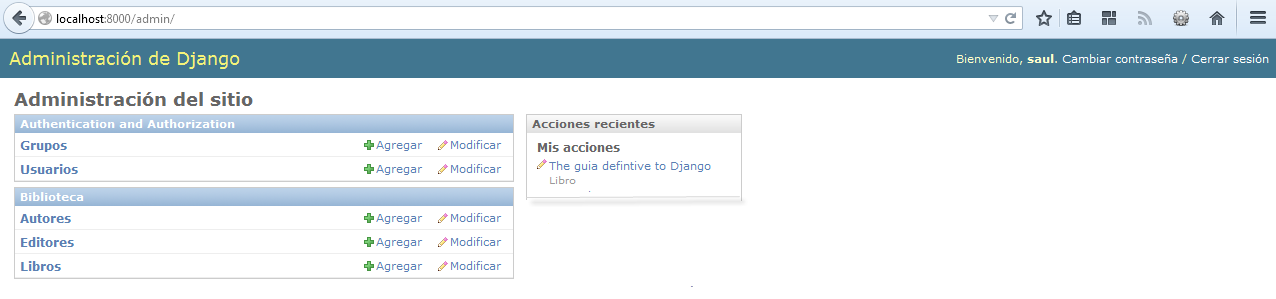 localhost:8000/admin/
Administración de Django
Bienvenido, saul. Cambiar contraseña / Cerrar sesión
Administración del sitio
Authentication and Authorization
Grupos Agregar Modificar
Usuarios Agregar Modificar
Biblioteca
Autores Agregar Modificar
Editores Agregar Modificar
Libros Agregar Modificar
Acciones recientes
Mis acciones
The guia defintive to Django
Libro